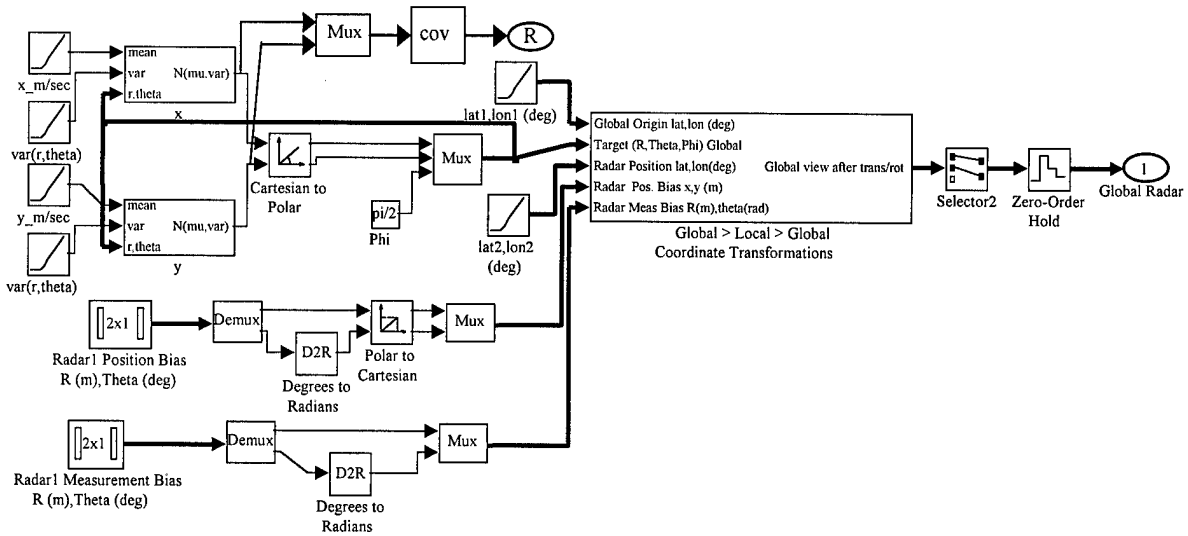 mean
var
r,theta
N(mu,var)
x
x_m/sec
var(r,theta)
y_m/sec
var(r,theta)
mean
var
r,theta
N(mu,var)
y
Mux
cov
R
lat1,lon1 (deg)
Cartesian to
Polar
Mux
pi/2
Phi
lat2,lon2
(deg)
Global Origin lat,lon (deg)
Target (R,Theta,Phi) Global
Radar Position lat,lon(deg)
Radar Pos. Bias x,y (m)
Radar Meas Bias R(m),theta(rad)
Global view after trans/rot
Global > Local > Global
Coordinate Transformations
Selector2
Zero-Order
Hold
1
Global Radar
2x1
Radar1 Position Bias
R (m),Theta (deg)
Demux
D2R
Degrees to
Radians
Polar to
Cartesian
Mux
2x1
Radar1 Measurement Bias
R (m),Theta (deg)
Demux
D2R
Degrees to
Radians
Mux